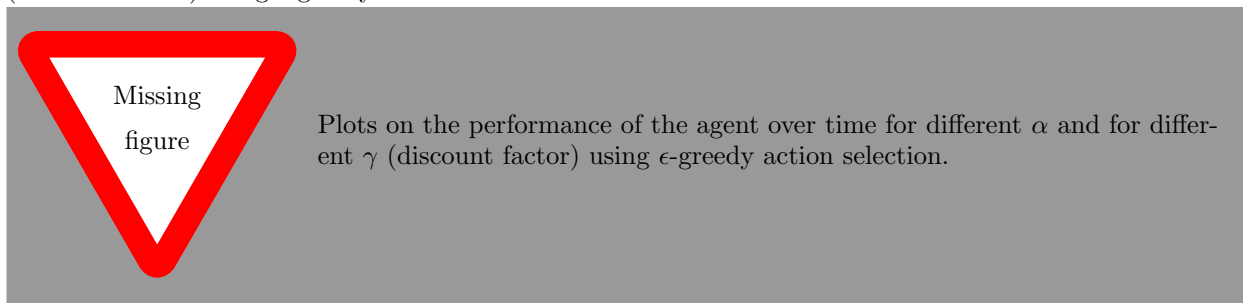 Missing
figure
Plots on the performance of the agent over time for different α and for differ-
ent γ (discount factor) using ϵ-greedy action selection.